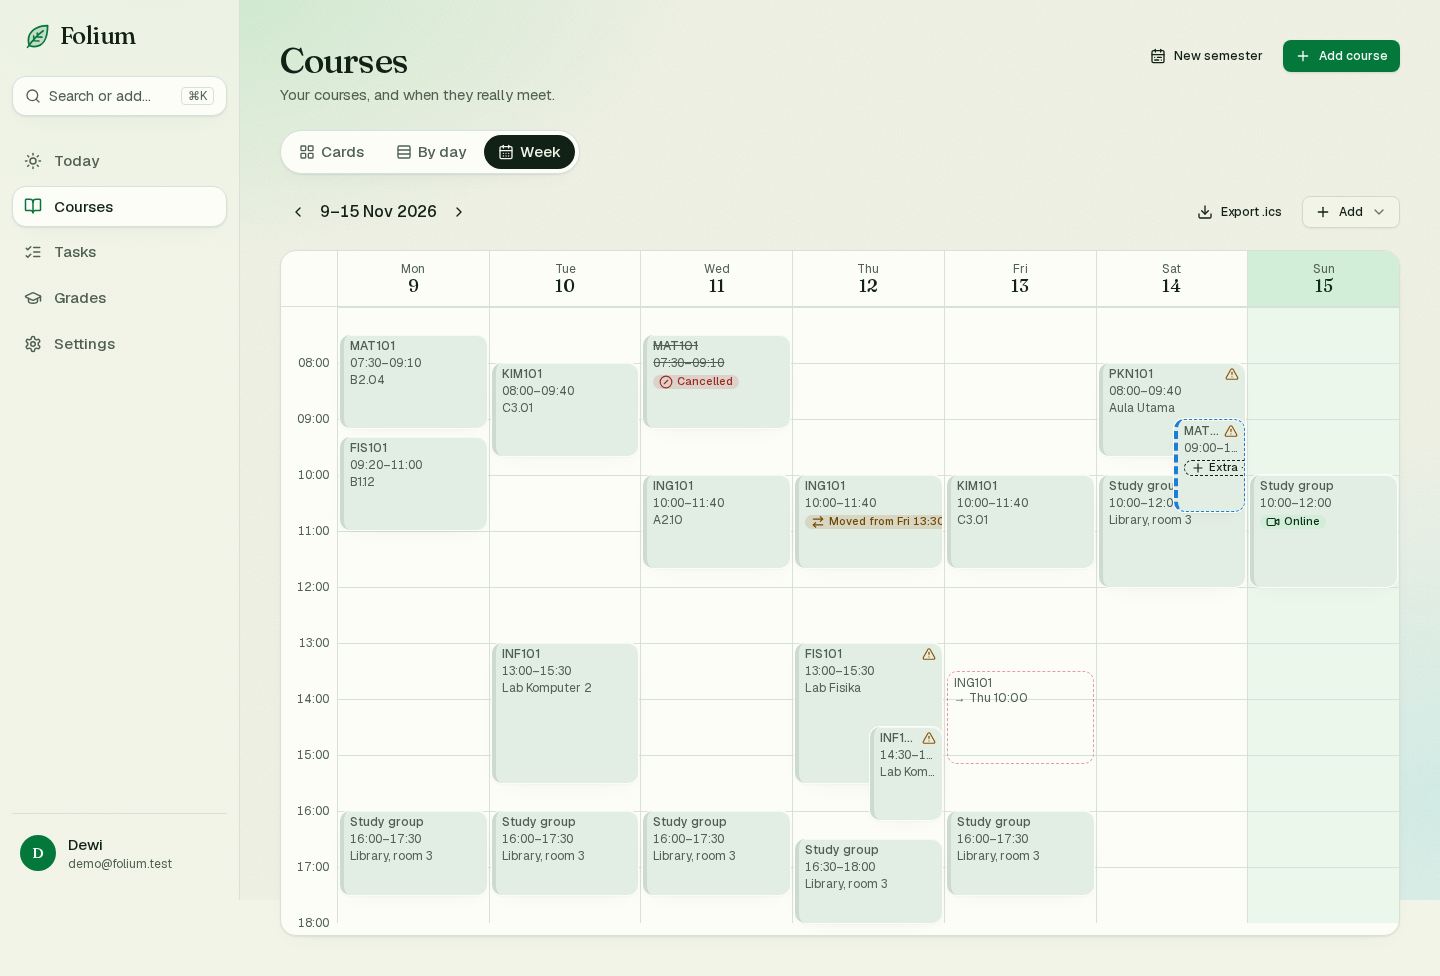 Folium
Search or add...
⌘K
Today
Courses
Tasks
Grades
Settings
D
Dewi
demo@folium.test
Courses
Your courses, and when they really meet.
New semester
Add course
Cards
By day
Week
9–15 Nov 2026
Export .ics
Add
Mon
9
Tue
10
Wed
11
Thu
12
Fri
13
Sat
14
Sun
15
08:00
09:00
10:00
11:00
12:00
13:00
14:00
15:00
16:00
17:00
18:00
MAT101
07:30–09:10
B2.04
FIS101
09:20–11:00
B1.12
Study group
16:00–17:30
Library, room 3
KIM101
08:00–09:40
C3.01
INF101
13:00–15:30
Lab Komputer 2
Study group
16:00–17:30
Library, room 3
MAT101
07:30–09:10
Cancelled
ING101
10:00–11:40
A2.10
Study group
16:00–17:30
Library, room 3
ING101
10:00–11:40
Moved from Fri 13:30
FIS101
13:00–15:30
Lab Fisika
INF1...
14:30–1...
Lab Kom...
Study group
16:30–18:00
Library, room 3
KIM101
10:00–11:40
C3.01
ING101
→ Thu 10:00
Study group
16:00–17:30
Library, room 3
PKN101
08:00–09:40
Aula Utama
MAT...
09:00–1...
Extra
Study grou
10:00–12:0
Library, room 3
Study group
10:00–12:00
Online